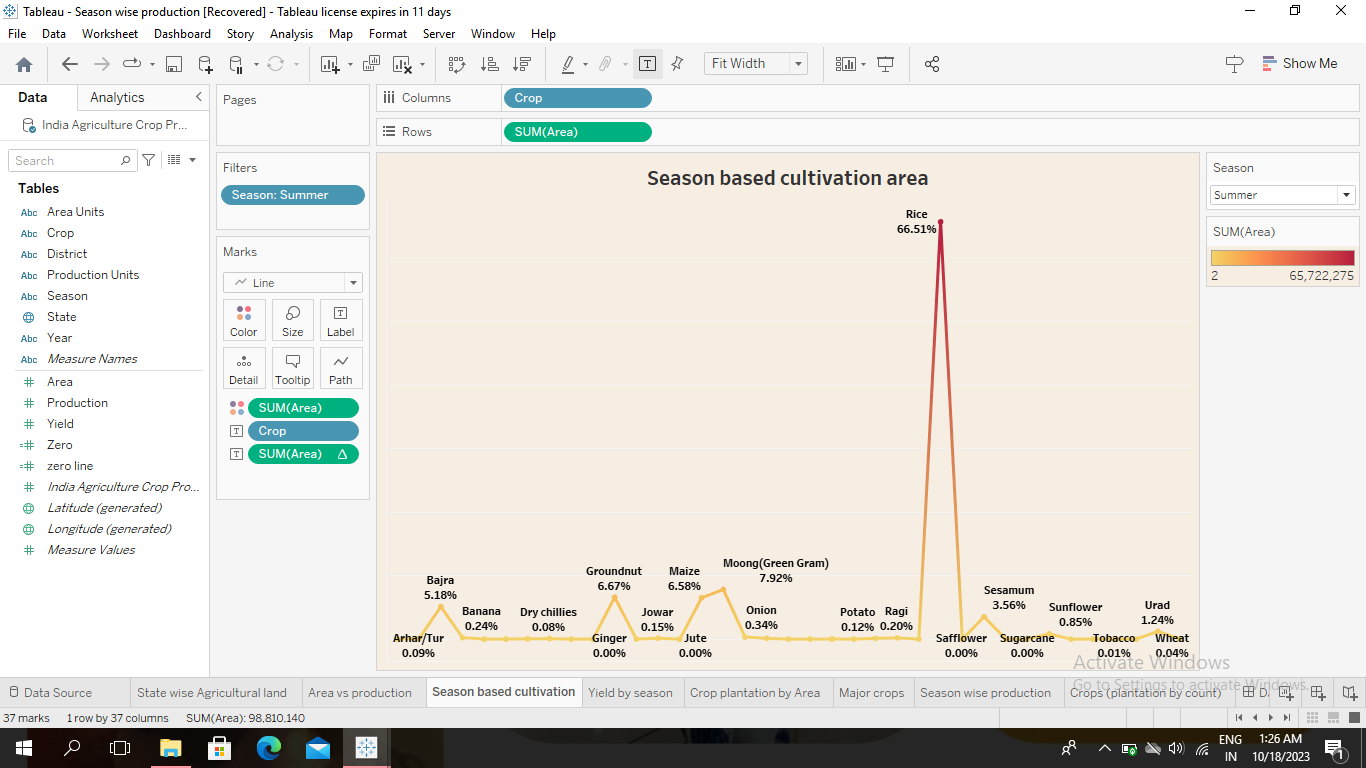 Tableau - Season wise production [Recovered] - Tableau license expires in 11 days
File Data Worksheet Dashboard Story Analysis Map Format Server Window Help
Fit Width
Show Me
Data Analytics
India Agriculture Crop Pr...
Search
Tables
Abc Area Units
Abc Crop
Abc District
Abc Production Units
Abc Season
State
Abc Year
Abc Measure Names
# Area
# Production
# Yield
=# Zero
=# zero line
# India Agriculture Crop Pro...
Latitude (generated)
Longitude (generated)
# Measure Values
Pages
Filters
Season: Summer
Marks
Line
Color Size Label
Detail Tooltip Path
SUM(Area)
T Crop
T SUM(Area) Δ
Columns Crop
Rows SUM(Area)
Season based cultivation area
Rice
66.51%
Moong(Green Gram)
7.92%
Groundnut
6.67%
Maize
6.58%
Bajra
5.18%
Sesamum
3.56%
Banana
0.24%
Dry chillies
0.08%
Jowar
0.15%
Onion
0.34%
Potato
0.12%
Ragi
0.20%
Sunflower
0.85%
Urad
1.24%
Arhar/Tur
0.09%
Ginger
0.00%
Jute
0.00%
Safflower
0.00%
Sugarcane
0.00%
Tobacco
0.01%
Wheat
0.04%
Season
Summer
SUM(Area)
2 65,722,275
Activate Windows
Go to Settings to activate Windows.
Data Source State wise Agricultural land Area vs production Season based cultivation Yield by season Crop plantation by Area Major crops Season wise production Crops (plantation by count) D.
37 marks 1 row by 37 columns SUM(Area): 98,810,140
ENG
IN
1:26 AM
10/18/2023
1